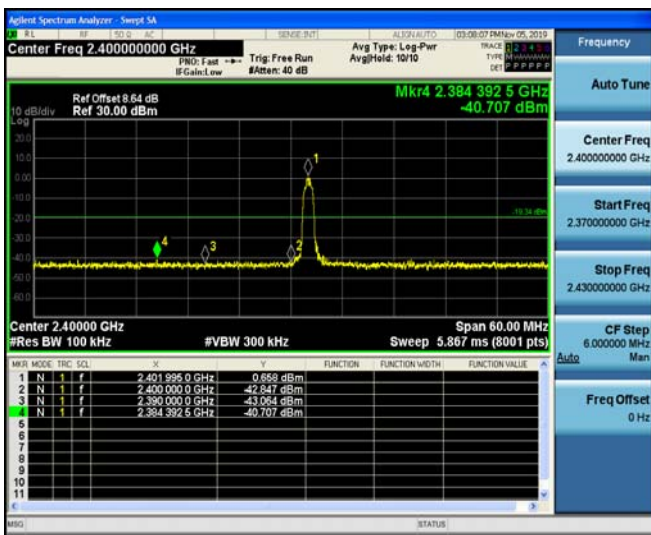 Agilent Spectrum Analyzer - Swept SA
RL RF 50 Ω AC SENSE:INT ALIGN AUTO 03:08:07 PM Nov 05, 2019
Center Freq 2.400000000 GHz
PNO: Fast
IFGain:Low
Trig: Free Run
#Atten: 40 dB
Avg Type: Log-Pwr
Avg|Hold: 10/10
TRACE 1 2 3 4 5 6
TYPE M
DET P P P P P P
Mkr4 2.384 392 5 GHz
-40.707 dBm
Ref Offset 8.64 dB
Ref 30.00 dBm
10 dB/div
Log
20.0
10.0
0.00
-10.0
-20.0
-30.0
-40.0
-50.0
-60.0
1
2
3
4
-19.34 dBm
Center 2.40000 GHz
#Res BW 100 kHz
#VBW 300 kHz
Span 60.00 MHz
Sweep 5.867 ms (8001 pts)
MKR MODE TRC SCL X Y FUNCTION FUNCTION WIDTH FUNCTION VALUE
1 N 1 f 2.401 995 0 GHz 0.658 dBm
2 N 1 f 2.400 000 0 GHz -42.847 dBm
3 N 1 f 2.390 000 0 GHz -43.064 dBm
4 N 1 f 2.384 392 5 GHz -40.707 dBm
5
6
7
8
9
10
11
MSG STATUS
Frequency
Auto Tune
Center Freq
2.400000000 GHz
Start Freq
2.370000000 GHz
Stop Freq
2.430000000 GHz
CF Step
6.000000 MHz
Auto Man
Freq Offset
0 Hz